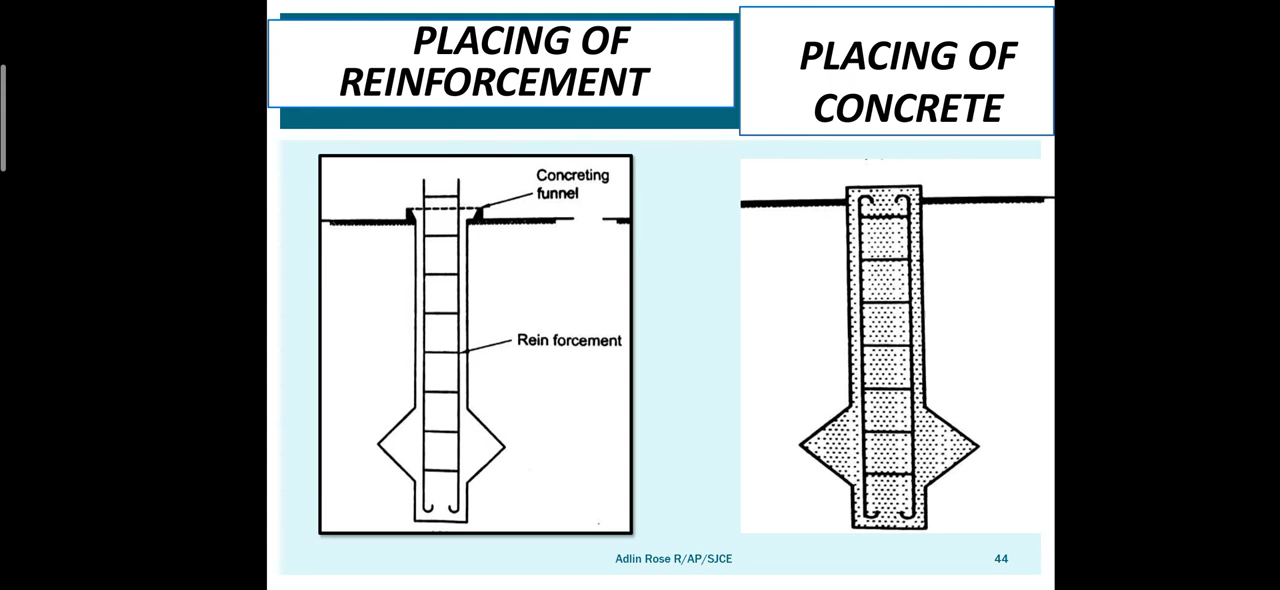 PLACING OF
REINFORCEMENT
PLACING OF
CONCRETE
Concreting
funnel
Rein forcement
Adlin Rose R/AP/SJCE
44